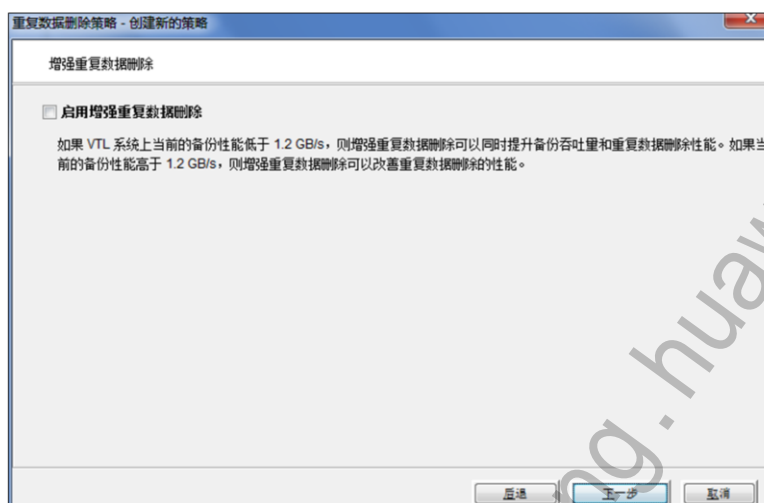 重复数据删除策略 - 创建新的策略
增强重复数据删除
启用增强重复数据删除
如果 VTL 系统上当前的备份性能低于 1.2 GB/s，则增强重复数据删除可以同时提升备份吞吐量和重复数据删除性能。如果当
前的备份性能高于 1.2 GB/s，则增强重复数据删除可以改善重复数据删除的性能。
后退
下一步
取消
ng.huaw